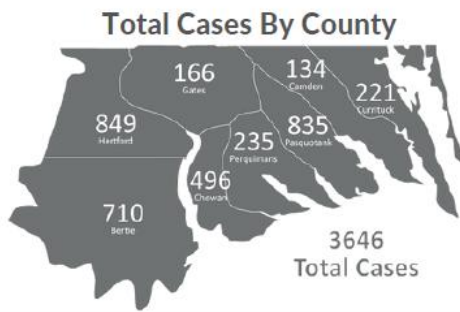 Total Cases By County
166
Gates
134
Camden
221
Currituck
849
Hertford
235
Perquimans
835
Pasquotank
496
Chowan
710
Bertie
3646
Total Cases